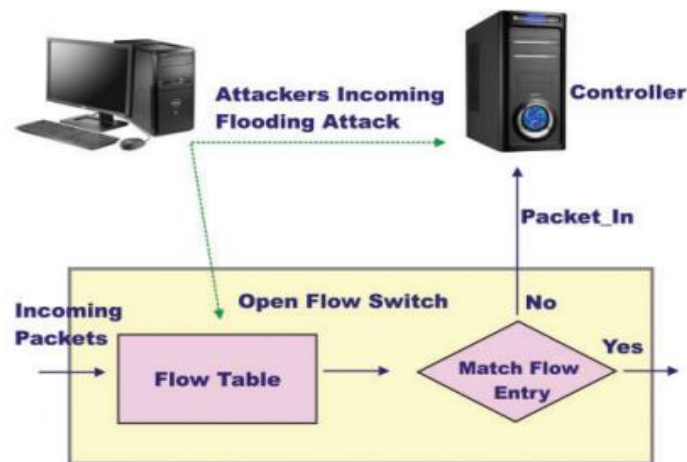 Attackers Incoming
Flooding Attack
Controller
Packet_In
Open Flow Switch
No
Incoming
Packets
Yes
Flow Table
Match Flow
Entry